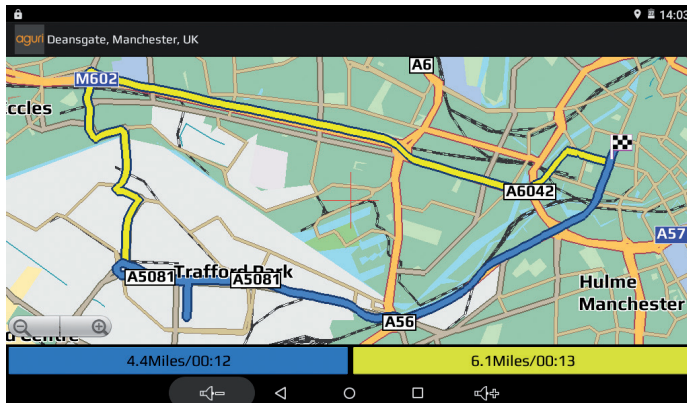 14:03
aguri Deansgate, Manchester, UK
M602
A6
ccles
A6042
A57
A5081
Trafford Park
A5081
Hulme
Manchester
A56
d Centre
4.4Miles/00:12
6.1Miles/00:13